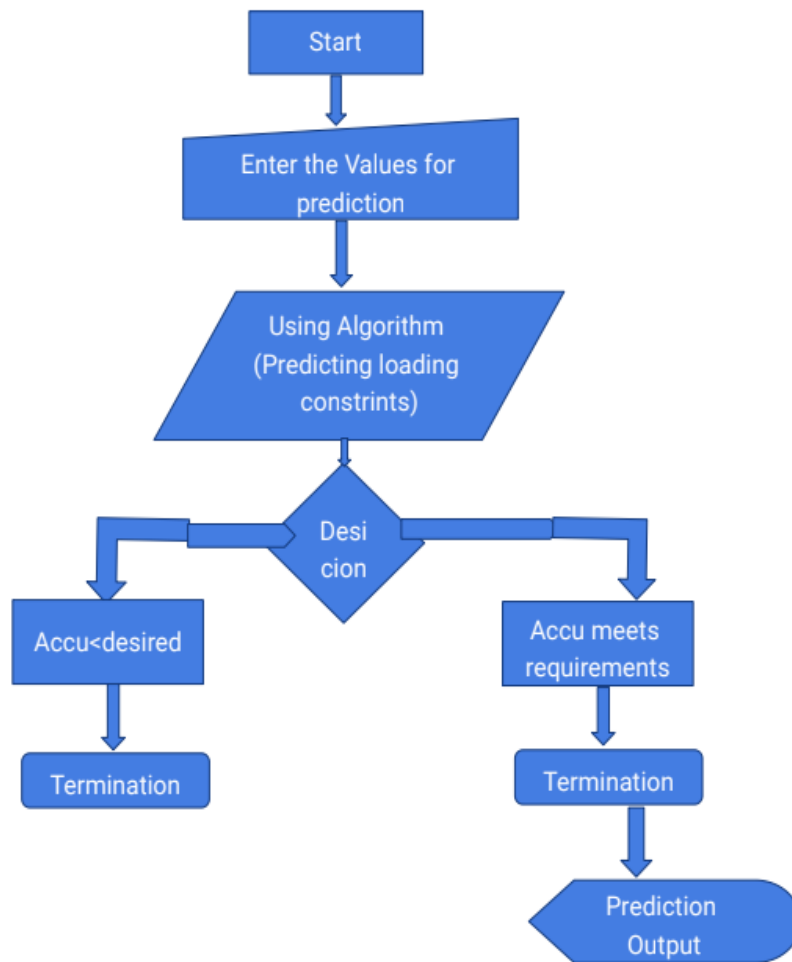 Start
Enter the Values for
prediction
Using Algorithm
(Predicting loading
constrints)
Desi
cion
Accu<desired
Accu meets
requirements
Termination
Termination
Prediction
Output